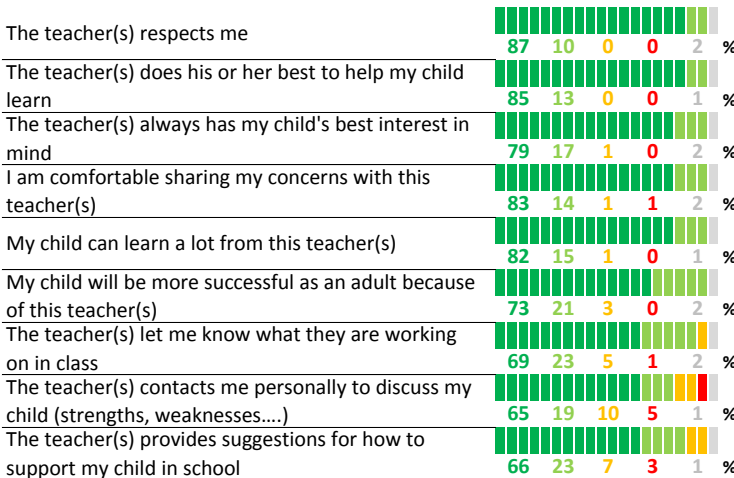 The teacher(s) respects me
87 10 0 0 2 %
The teacher(s) does his or her best to help my child
learn
85 13 0 0 1 %
The teacher(s) always has my child's best interest in
mind
79 17 1 0 2 %
I am comfortable sharing my concerns with this
teacher(s)
83 14 1 1 2 %
My child can learn a lot from this teacher(s)
82 15 1 0 1 %
My child will be more successful as an adult because
of this teacher(s)
73 21 3 0 2 %
The teacher(s) let me know what they are working
on in class
69 23 5 1 2 %
The teacher(s) contacts me personally to discuss my
child (strengths, weaknesses....)
65 19 10 5 1 %
The teacher(s) provides suggestions for how to
support my child in school
66 23 7 3 1 %